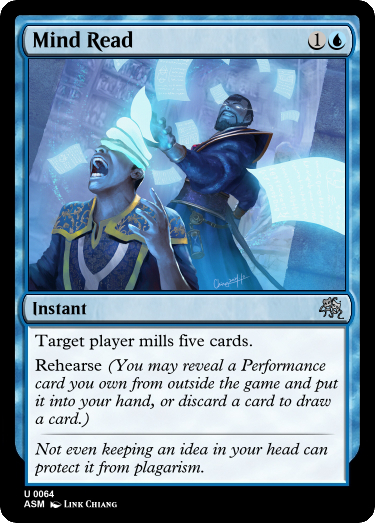 Mind Read 1
Instant
Target player mills five cards.
Rehearse (You may reveal a Performance
card you own from outside the game and put
it into your hand, or discard a card to draw
a card.)
Not even keeping an idea in your head can
protect it from plagarism.
U 0064
ASM Link Chiang